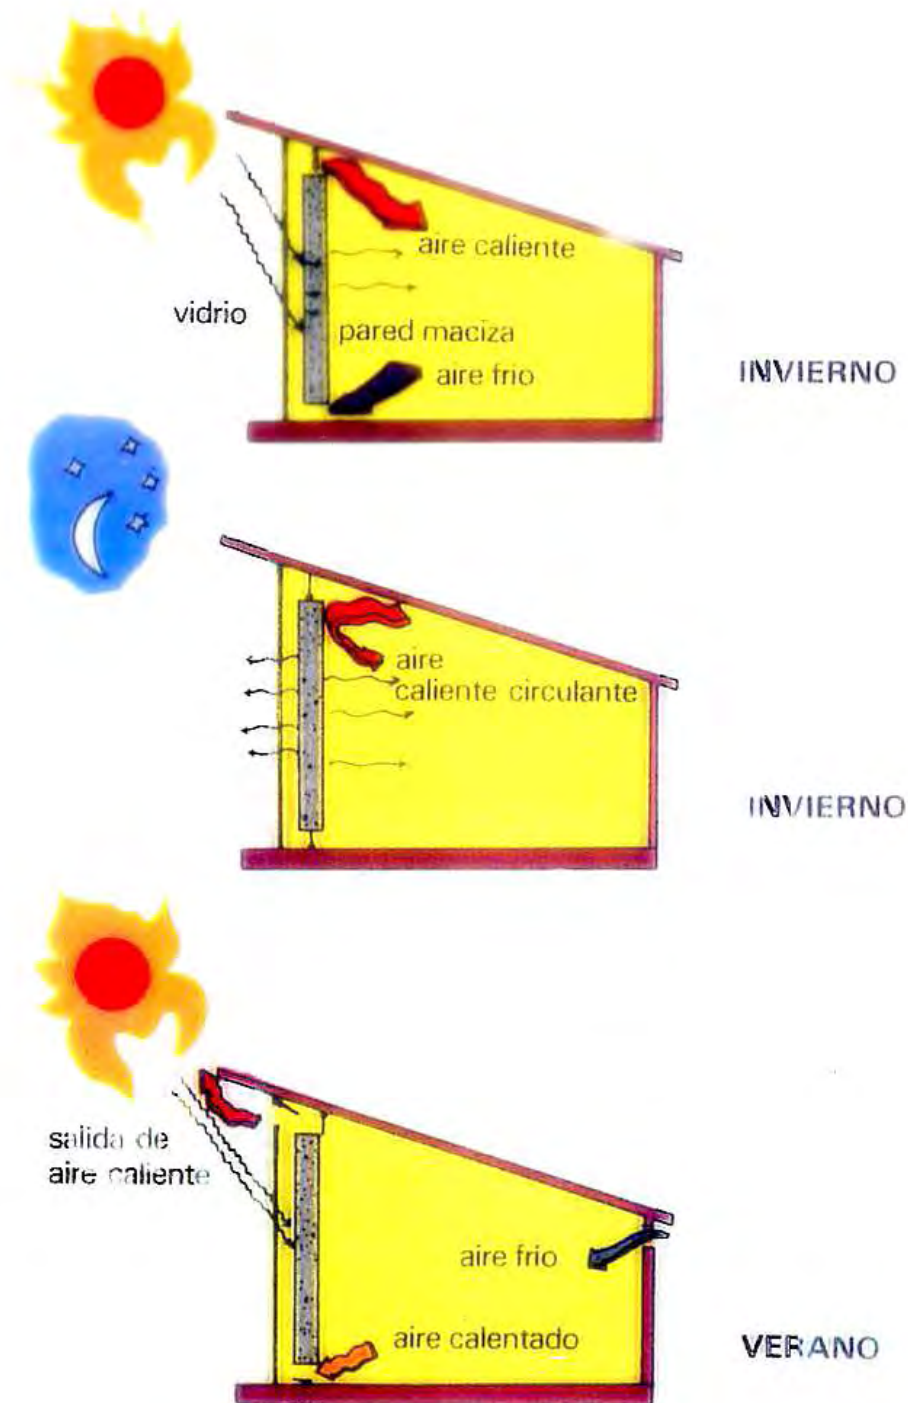 aire caliente
vidrio
pared maciza
aire frio
INVIERNO
aire
caliente circulante
INVIERNO
salida de
aire caliente
aire frio
aire calentado
VERANO